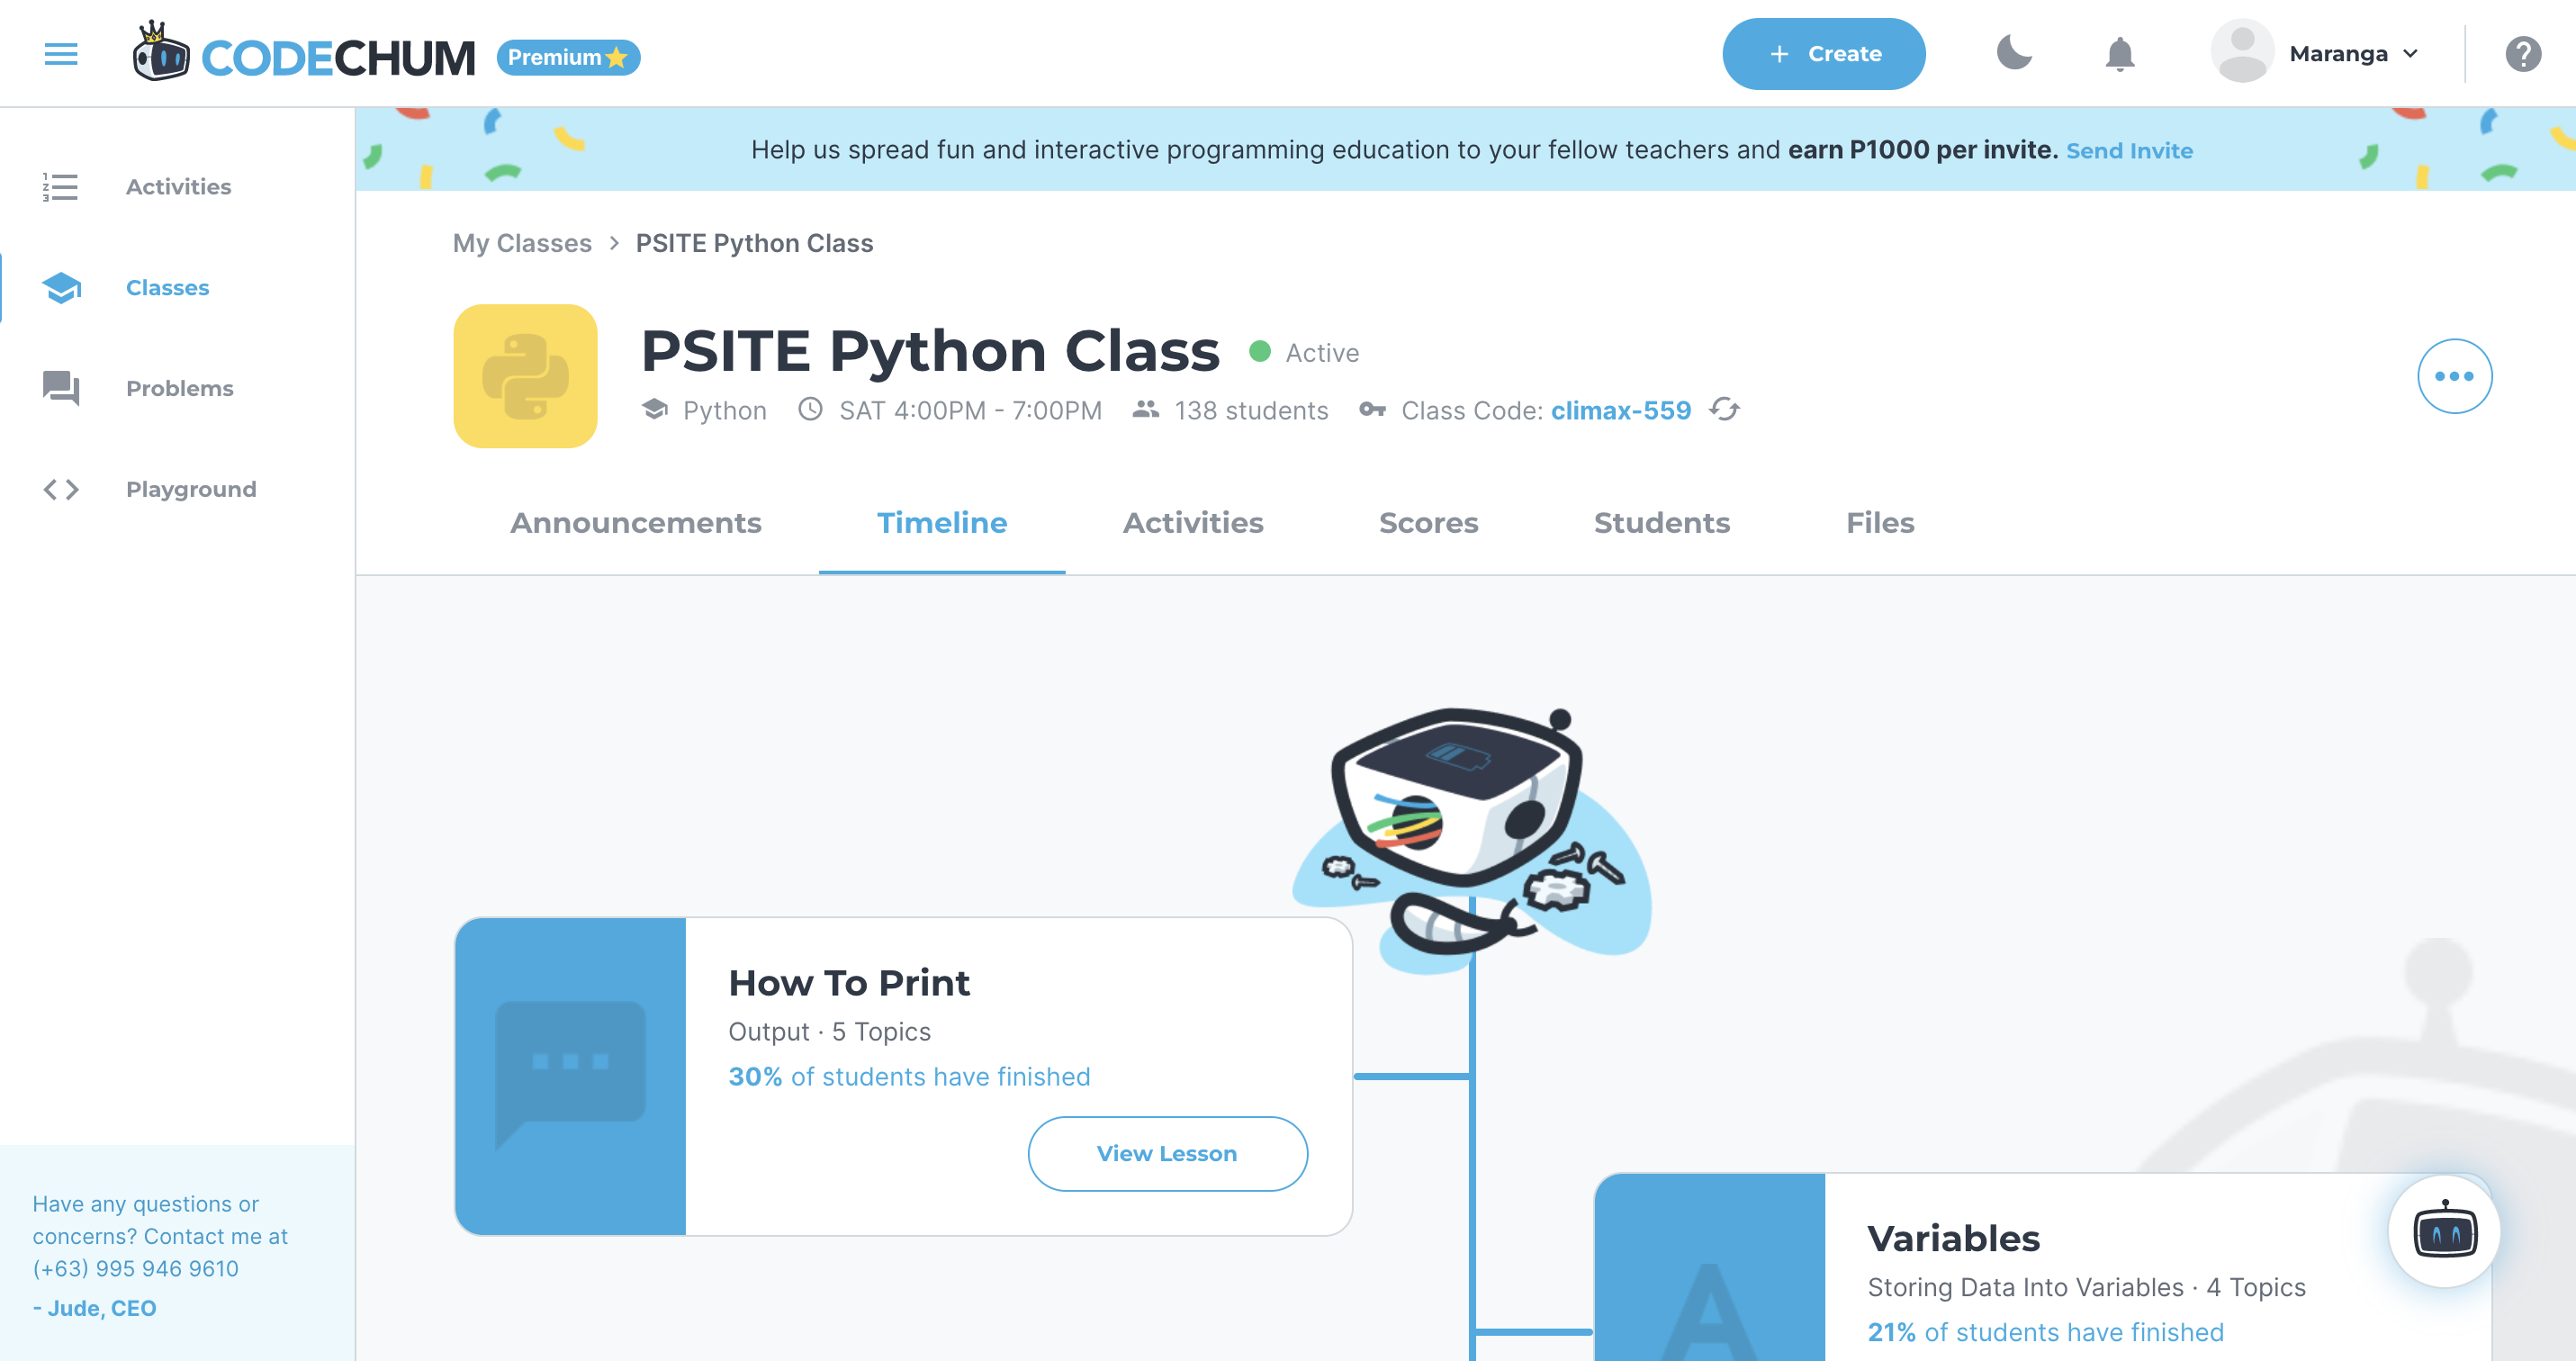 CODECHUM Premium
+ Create
Maranga
Activities
Classes
Problems
Playground
Help us spread fun and interactive programming education to your fellow teachers and earn P1000 per invite. Send Invite
My Classes > PSITE Python Class
PSITE Python Class
Active
Python SAT 4:00PM - 7:00PM 138 students Class Code: climax-559
Announcements Timeline Activities Scores Students Files
How To Print
Output · 5 Topics
30% of students have finished
View Lesson
Variables
Storing Data Into Variables · 4 Topics
21% of students have finished
Have any questions or
concerns? Contact me at
(+63) 995 946 9610
- Jude, CEO